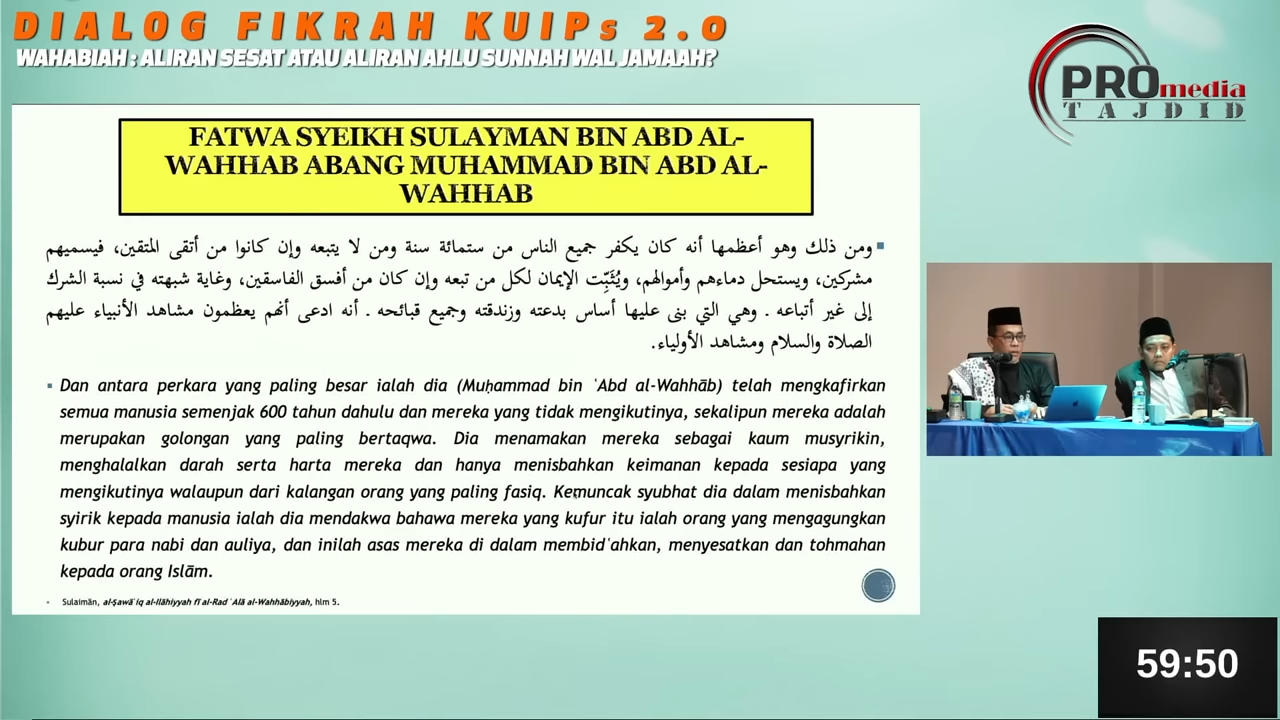 DIALOG FIKRAH KUIPs 2.0
WAHABIAH : ALIRAN SESAT ATAU ALIRAN AHLU SUNNAH WAL JAMAAH?
PROmedia
TAJDID
FATWA SYEIKH SULAYMAN BIN ABD AL-
WAHHAB ABANG MUHAMMAD BIN ABD AL-
WAHHAB
ومن ذلك وهو أعظمها أنه كان يكفر جميع الناس من ستمائة سنة ومن لا يتبعه وإن كانوا من أتقى المتقين، فيسميهم
مشركين، ويستحل دماءهم وأموالهم، ويُثَبِّت الإيمان لكل من تبعه وإن كان من أفسق الفاسقين، وغاية شبهته في نسبة الشرك
إلى غير أتباعه ـ وهي التي بنى عليها أساس بدعته وزندقته وجميع قبائحه ـ أنه ادعى أنهم يعظمون مشاهد الأنبياء عليهم
الصلاة والسلام ومشاهد الأولياء.
Dan antara perkara yang paling besar ialah dia (Muḥammad bin ʿAbd al-Wahhāb) telah mengkafirkan
semua manusia semenjak 600 tahun dahulu dan mereka yang tidak mengikutinya, sekalipun mereka adalah
merupakan golongan yang paling bertaqwa. Dia menamakan mereka sebagai kaum musyrikin,
menghalalkan darah serta harta mereka dan hanya menisbahkan keimanan kepada sesiapa yang
mengikutinya walaupun dari kalangan orang yang paling fasiq. Kemuncak syubhat dia dalam menisbahkan
syirik kepada manusia ialah dia mendakwa bahawa mereka yang kufur itu ialah orang yang mengagungkan
kubur para nabi dan auliya, dan inilah asas mereka di dalam membidʿahkan, menyesatkan dan tohmahan
kepada orang Islām.
Sulaimān, al-Ṣawāʿiq al-Ilāhiyyah fī al-Rad ʿAlā al-Wahhābiyyah, hlm 5.
59:50